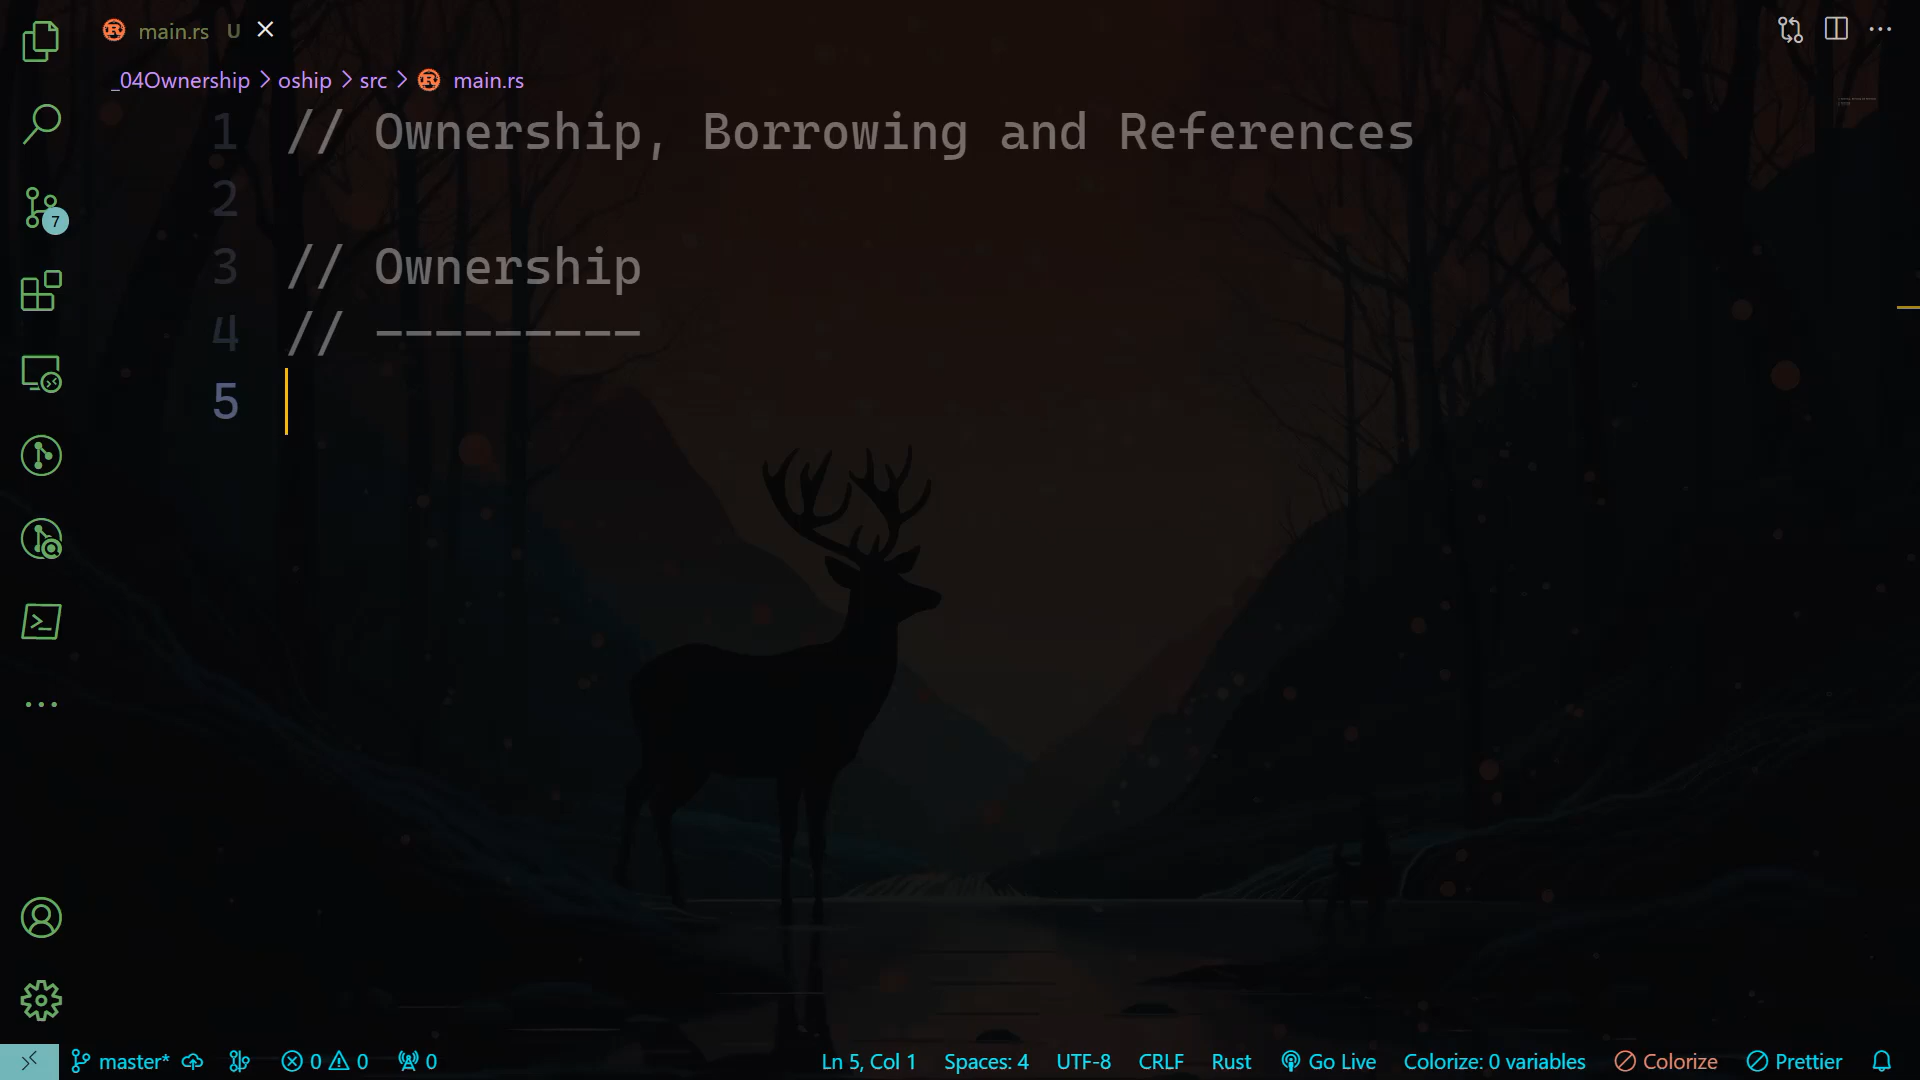 main.rs U
_04Ownership > oship > src > main.rs
1 // Ownership, Borrowing and References
2
3 // Ownership
4 // ---------
5
7
master* 0 0 0 Ln 5, Col 1 Spaces: 4 UTF-8 CRLF Rust Go Live Colorize: 0 variables Colorize Prettier